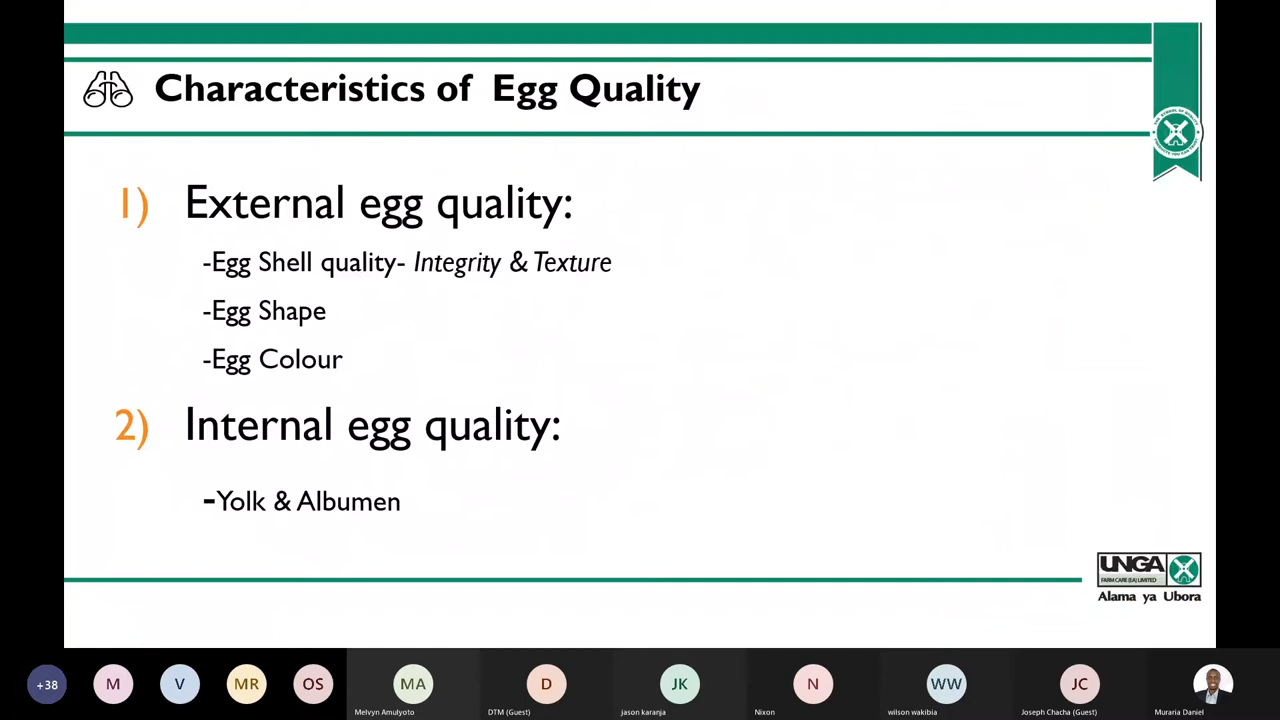 Characteristics of Egg Quality
1) External egg quality:
-Egg Shell quality- Integrity & Texture
-Egg Shape
-Egg Colour
2) Internal egg quality:
-Yolk & Albumen
UNGA
FARM CARE (EA) LIMITED
Alama ya Ubora
+38
M
V
MR
OS
MA
D
JK
N
WW
JC
Melvyn Amulyoto
DTM (Guest)
jason karanja
Nixon
wilson wakibia
Joseph Chacha (Guest)
Muraria Daniel